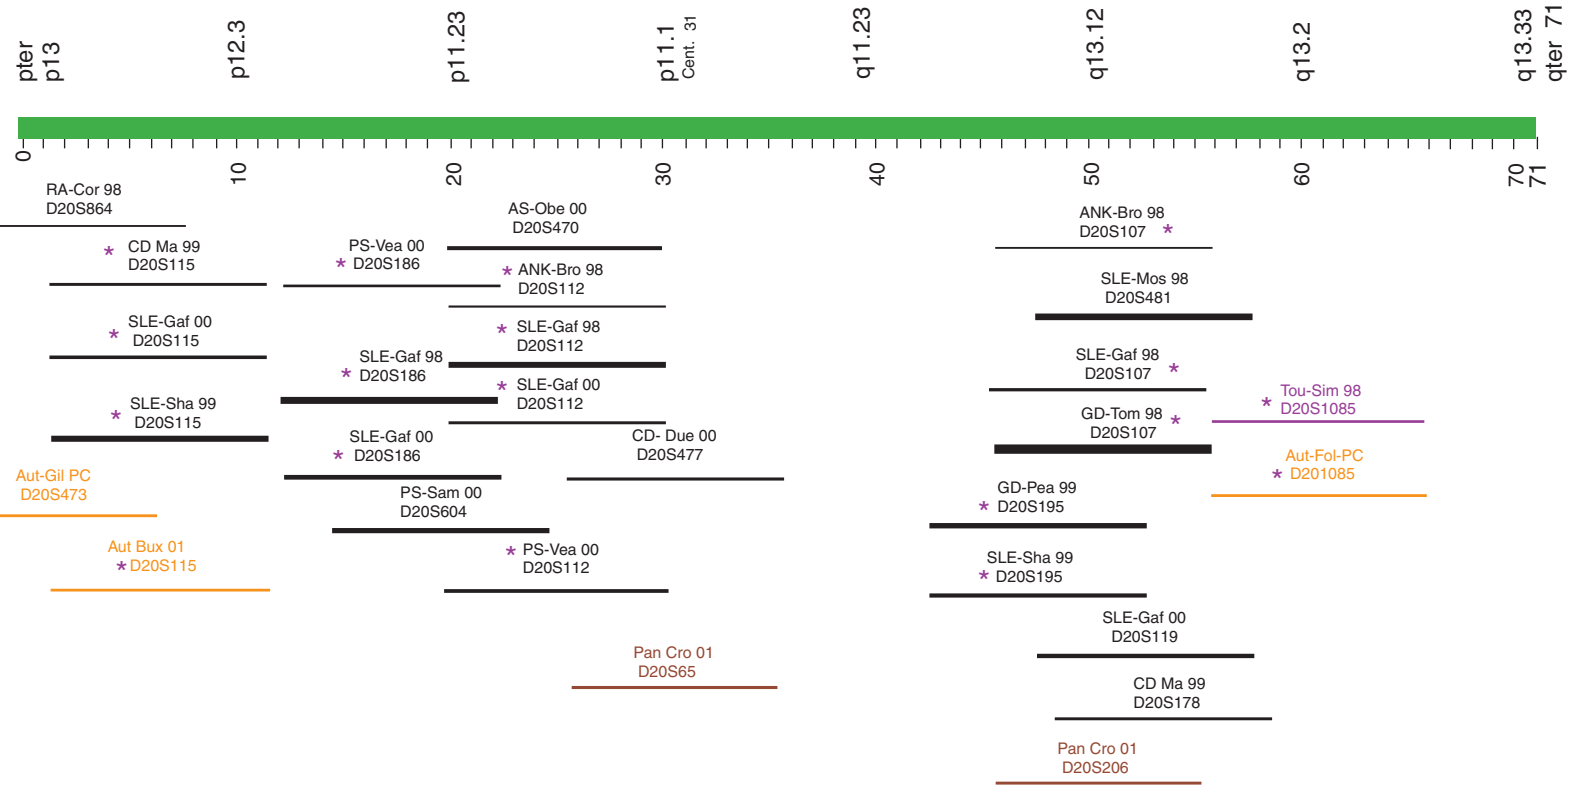 pter
p13
p12.3
p11.23
p11.1
Cent. 31
q11.23
q13.12
q13.2
q13.33
qter 71
0
10
20
30
40
50
60
70
71
RA-Cor 98
D20S864
* CD Ma 99
D20S115
* SLE-Gaf 00
D20S115
* SLE-Sha 99
D20S115
Aut-Gil PC
D20S473
Aut Bux 01
* D20S115
PS-Vea 00
* D20S186
SLE-Gaf 98
* D20S186
SLE-Gaf 00
* D20S186
PS-Sam 00
D20S604
AS-Obe 00
D20S470
* ANK-Bro 98
D20S112
* SLE-Gaf 98
D20S112
* SLE-Gaf 00
D20S112
CD- Due 00
D20S477
* PS-Vea 00
D20S112
Pan Cro 01
D20S65
ANK-Bro 98
D20S107 *
SLE-Mos 98
D20S481
SLE-Gaf 98
D20S107 *
GD-Tom 98
D20S107 *
GD-Pea 99
* D20S195
SLE-Sha 99
* D20S195
SLE-Gaf 00
D20S119
CD Ma 99
D20S178
Pan Cro 01
D20S206
Tou-Sim 98
* D20S1085
Aut-Fol-PC
* D201085